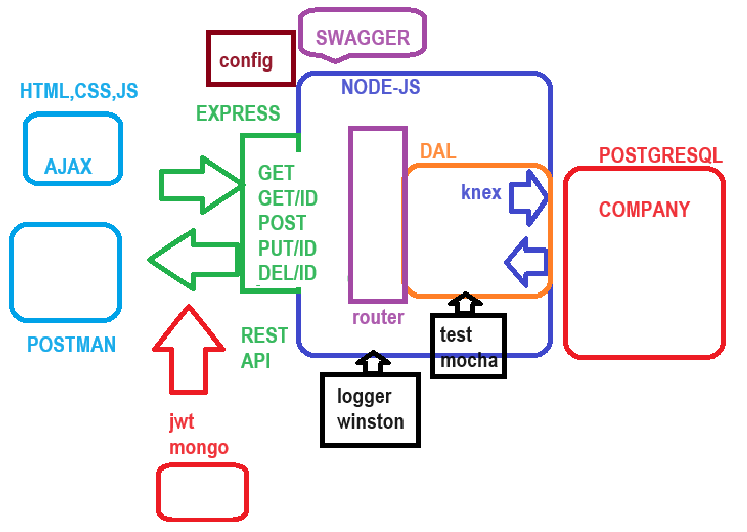 SWAGGER
config
HTML,CSS,JS
NODE-JS
EXPRESS
AJAX
DAL
POSTGRESQL
GET
GET/ID
POST
PUT/ID
DEL/ID
knex
COMPANY
router
POSTMAN
REST
API
test
mocha
logger
winston
jwt
mongo